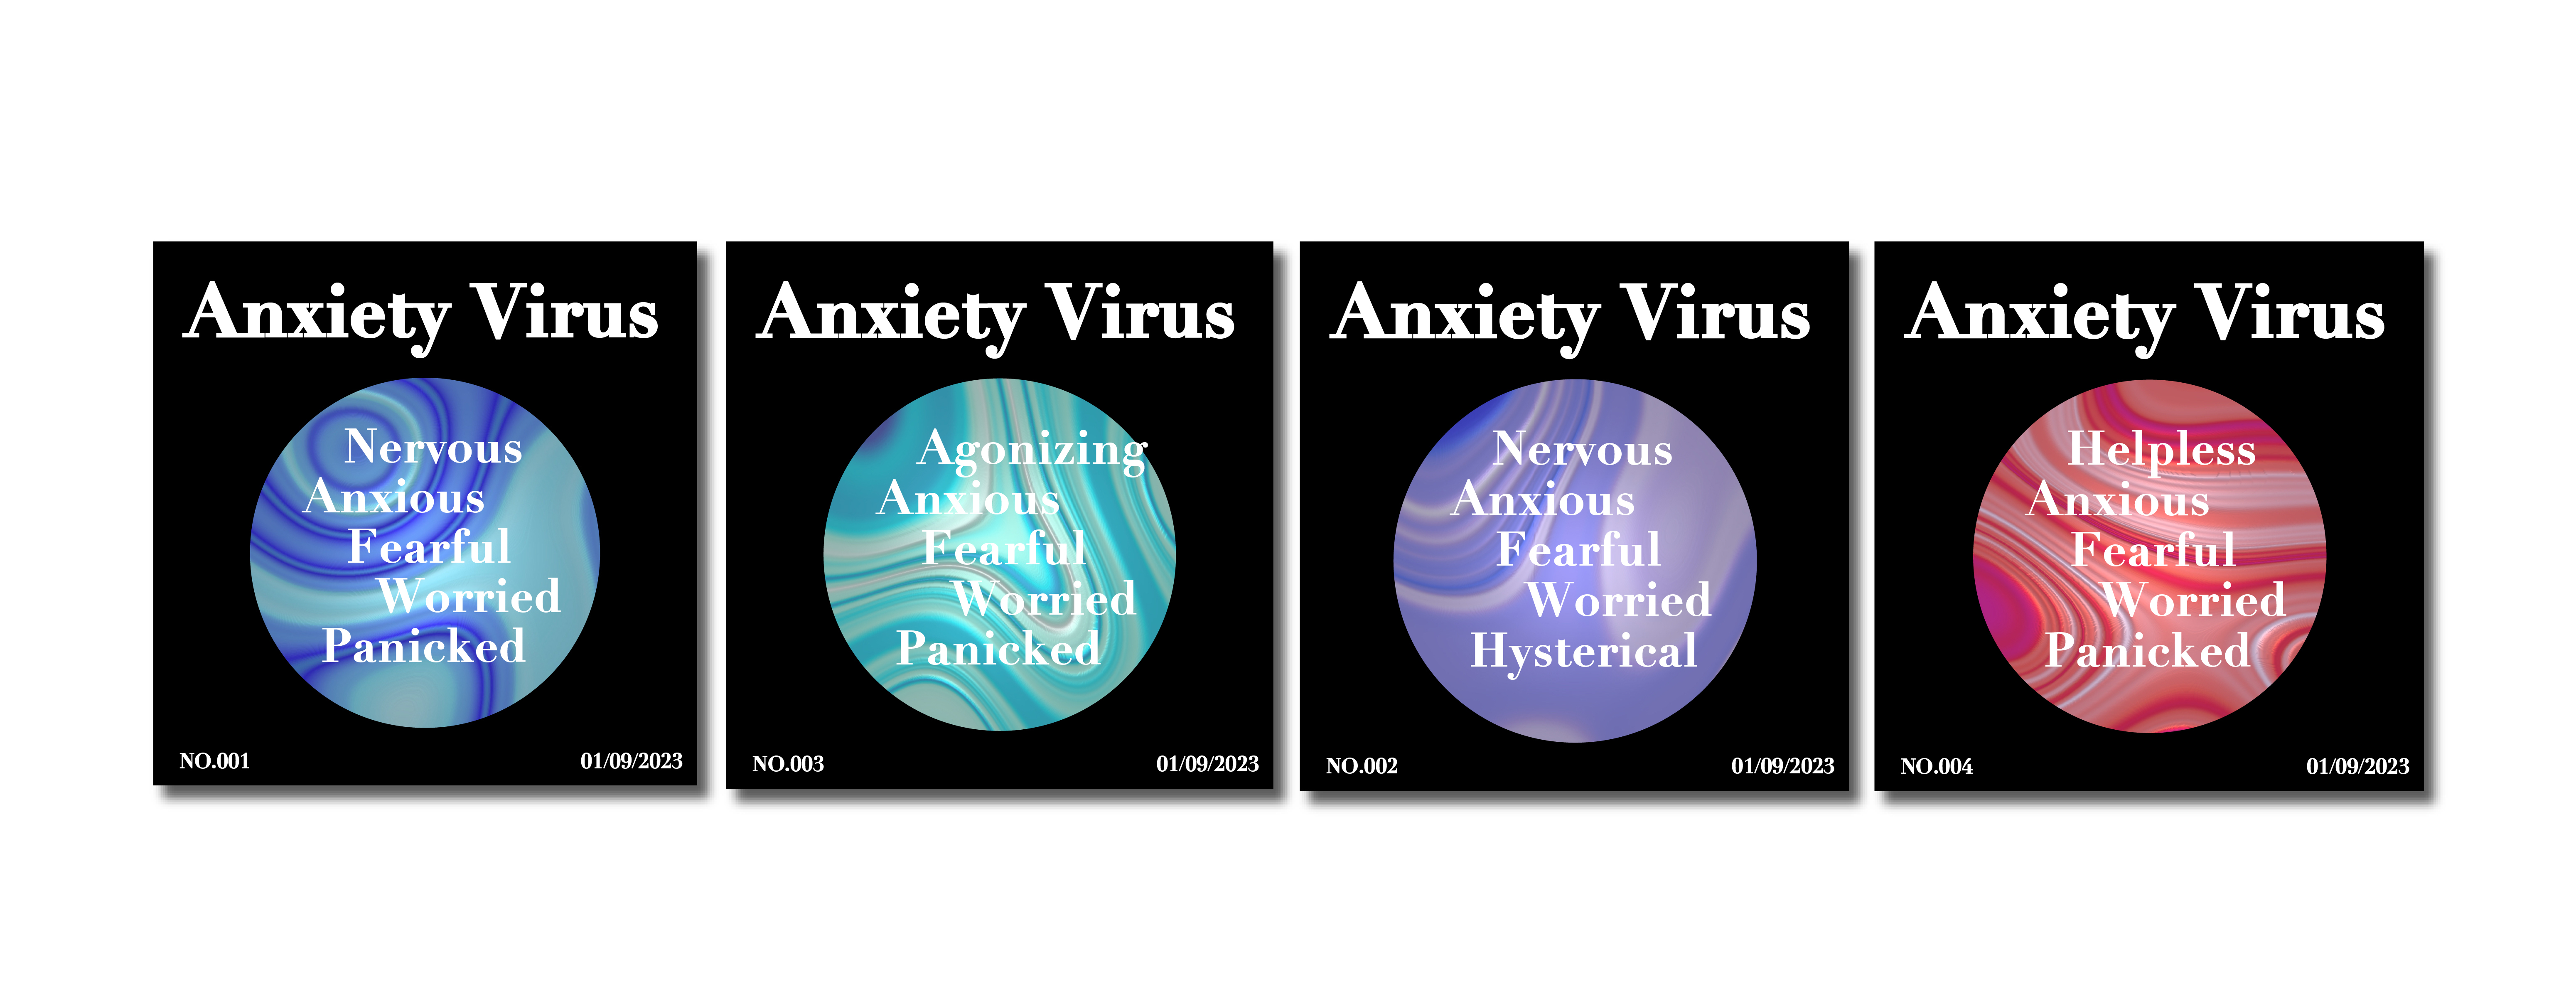 Anxiety Virus
Nervous
Anxious
Fearful
Worried
Panicked
NO.001
01/09/2023
Anxiety Virus
Agonizing
Anxious
Fearful
Worried
Panicked
NO.003
01/09/2023
Anxiety Virus
Nervous
Anxious
Fearful
Worried
Hysterical
NO.002
01/09/2023
Anxiety Virus
Helpless
Anxious
Fearful
Worried
Panicked
NO.004
01/09/2023